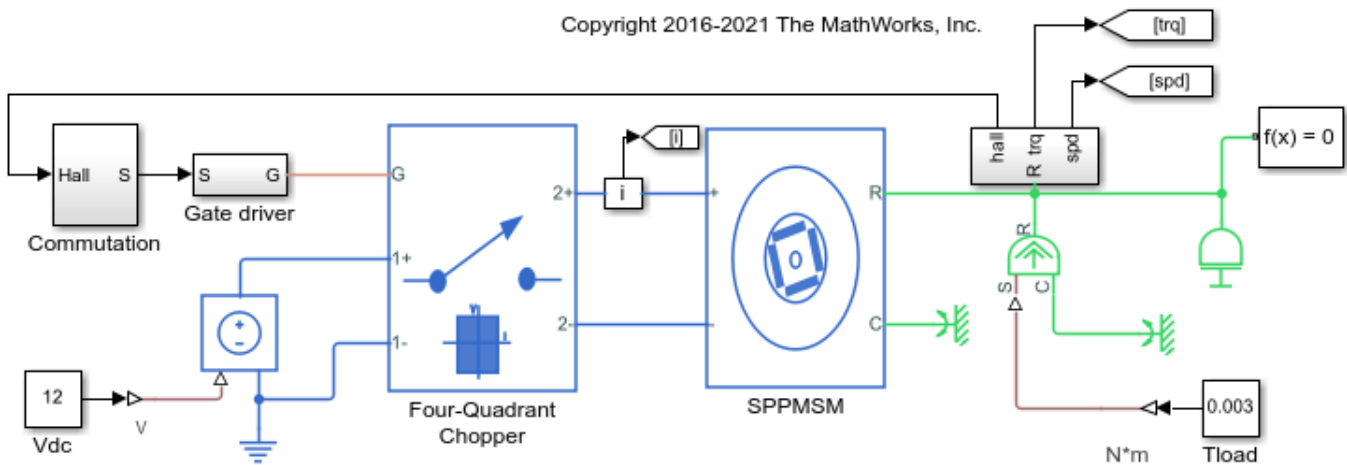 Copyright 2016-2021 The MathWorks, Inc.
[trq]
[spd]
[i]
hall
trq
spd
R
f(x) = 0
Hall S
Commutation
S G
Gate driver
G
1+
1-
2+
2-
V
I
Four-Quadrant
Chopper
i
+
-
R
C
SPPMSM
R
S
C
12
Vdc
V
+
-
0.003
Tload
N*m